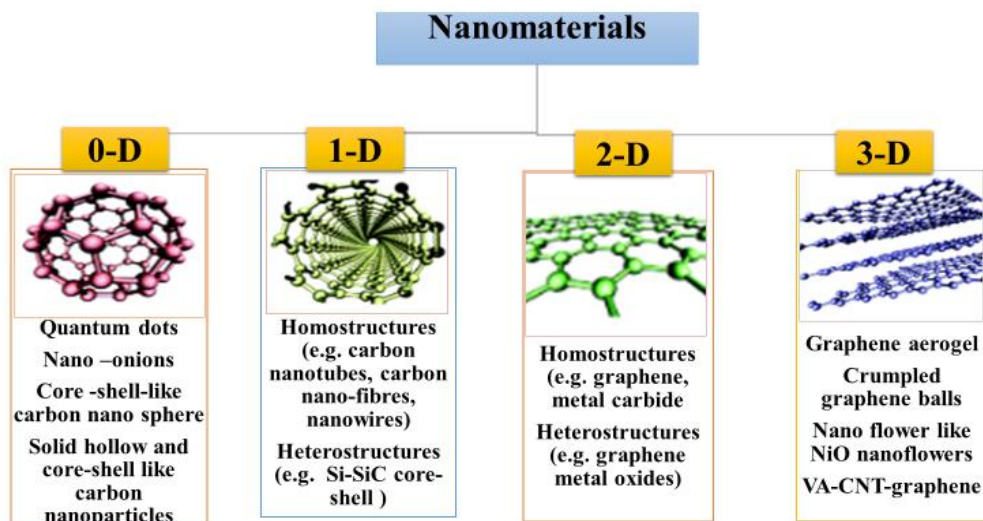 Nanomaterials
0-D
1-D
2-D
3-D
Quantum dots
Nano –onions
Core -shell-like
carbon nano sphere
Solid hollow and
core-shell like
carbon
nanoparticles
Homostructures
(e.g. carbon
nanotubes, carbon
nano-fibres,
nanowires)
Heterostructures
(e.g. Si-SiC core-
shell )
Homostructures
(e.g. graphene,
metal carbide
Heterostructures
(e.g. graphene
metal oxides)
Graphene aerogel
Crumpled
graphene balls
Nano flower like
NiO nanoflowers
VA-CNT-graphene